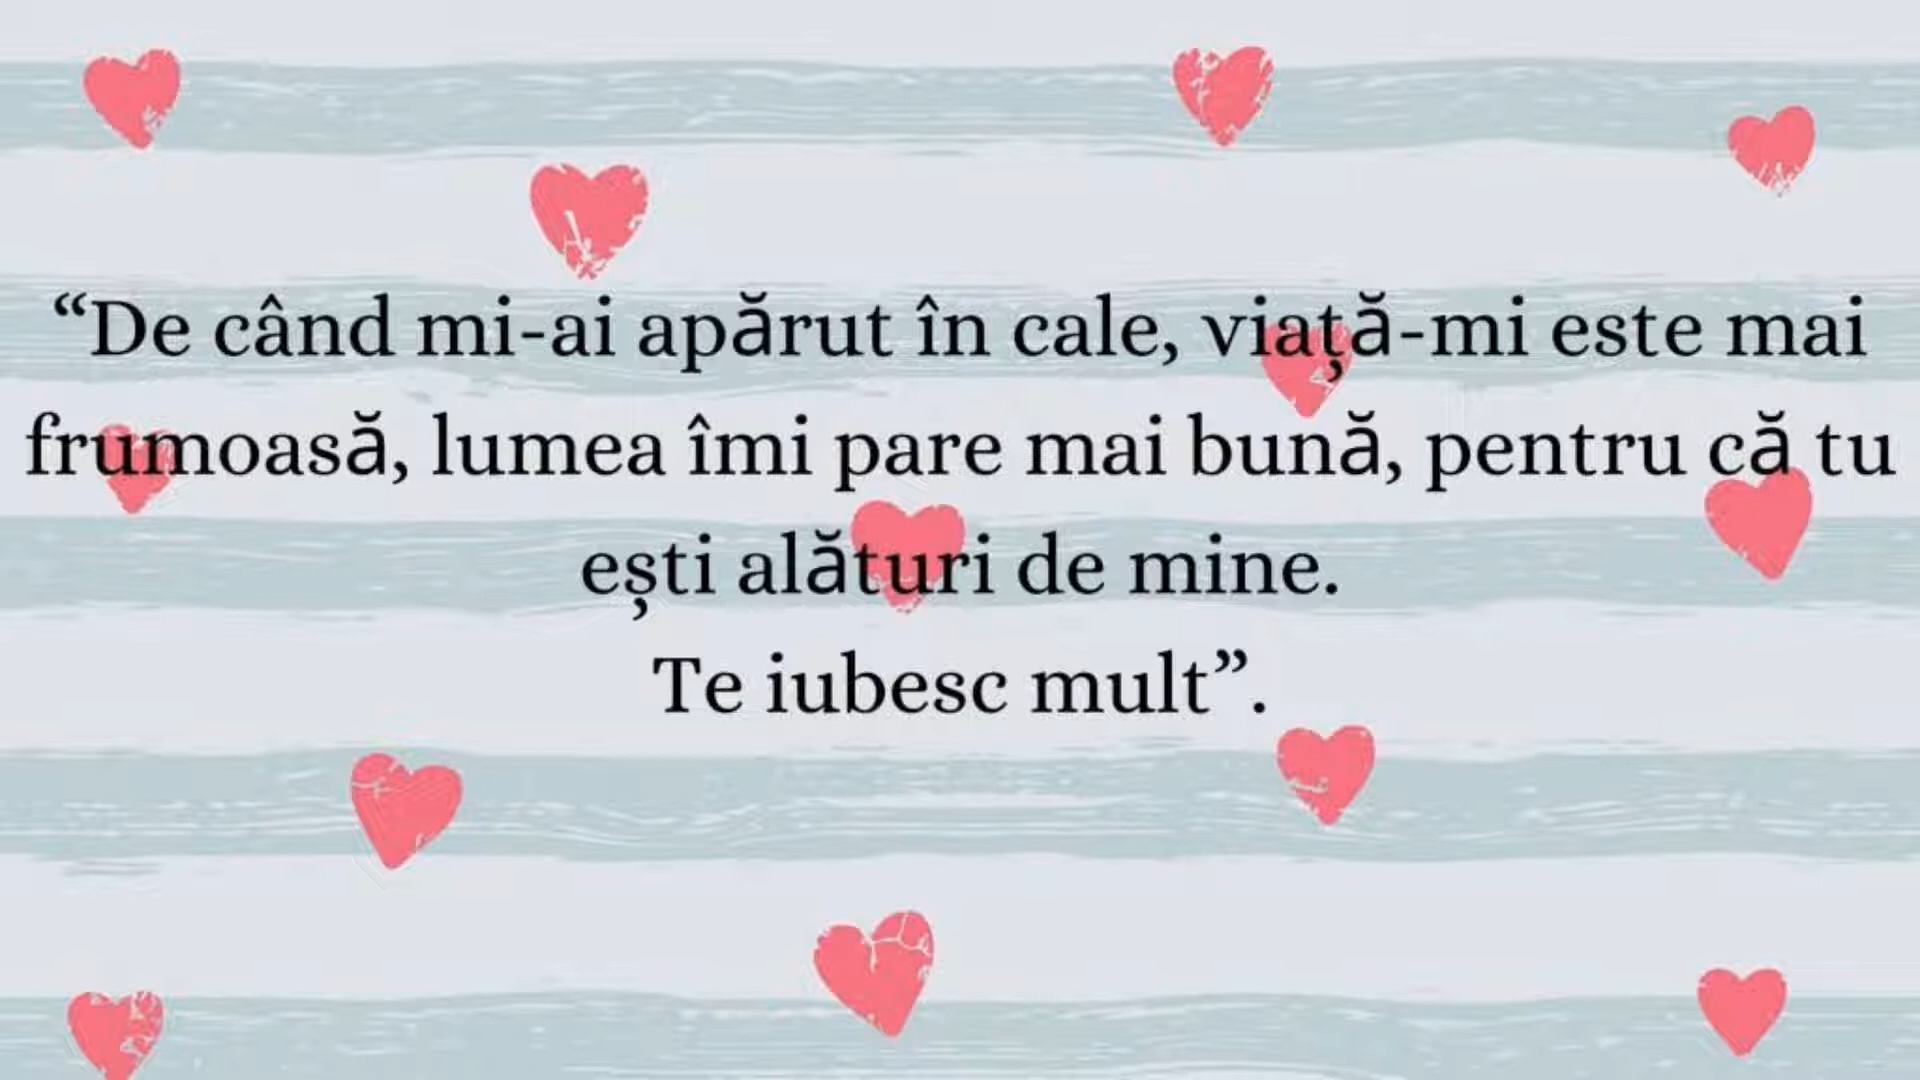 “De când mi-ai apărut în cale, viață-mi este mai
frumoasă, lumea îmi pare mai bună, pentru că tu
ești alături de mine.
Te iubesc mult”.